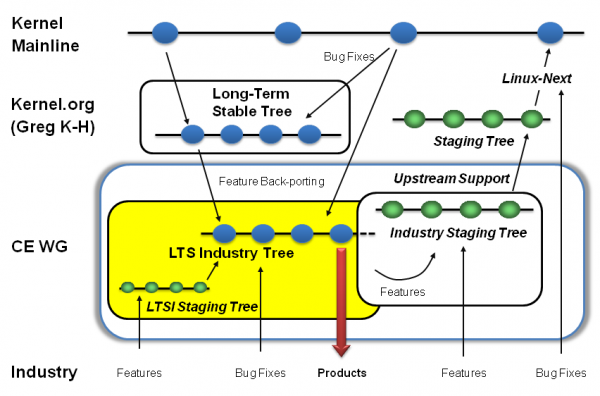 Kernel
Mainline
Bug Fixes
Linux-Next
Kernel.org
(Greg K-H)
Long-Term
Stable Tree
Staging Tree
Feature Back-porting
Upstream Support
CE WG
LTS Industry Tree
Industry Staging Tree
LTSI Staging Tree
Features
Industry
Features
Bug Fixes
Products
Features
Bug Fixes